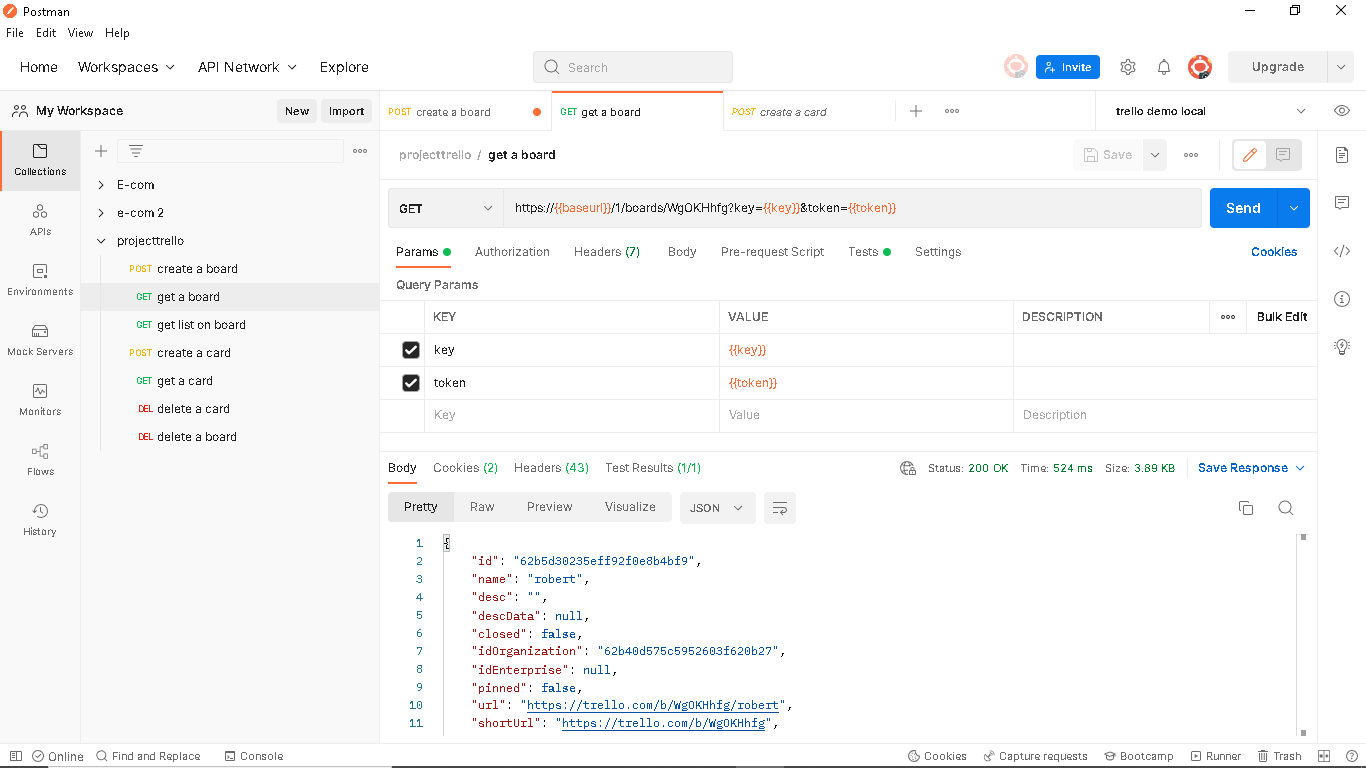 Postman
File Edit View Help
Home Workspaces API Network Explore Search Invite Upgrade
My Workspace New Import POST create a board GET get a board POST create a card trello demo local
Collections
APIs
Environments
Mock Servers
Monitors
Flows
History
E-com
e-com 2
projecttrello
POST create a board
GET get a board
GET get list on board
POST create a card
GET get a card
DEL delete a card
DEL delete a board
projecttrello / get a board Save
GET https://{{baseurl}}/1/boards/WgOKHhfg?key={{key}}&token={{token}} Send
Params Authorization Headers (7) Body Pre-request Script Tests Settings Cookies
Query Params
KEY VALUE DESCRIPTION Bulk Edit
key {{key}}
token {{token}}
Key Value Description
Body Cookies (2) Headers (43) Test Results (1/1) Status: 200 OK Time: 524 ms Size: 3.89 KB Save Response
Pretty Raw Preview Visualize JSON
1 {
2 "id": "62b5d30235eff92f0e8b4bf9",
3 "name": "robert",
4 "desc": "",
5 "descData": null,
6 "closed": false,
7 "idOrganization": "62b40d575c5952603f620b27",
8 "idEnterprise": null,
9 "pinned": false,
10 "url": "https://trello.com/b/WgOKHhfg/robert",
11 "shortUrl": "https://trello.com/b/WgOKHhfg",
Online Find and Replace Console Cookies Capture requests Bootcamp Runner Trash